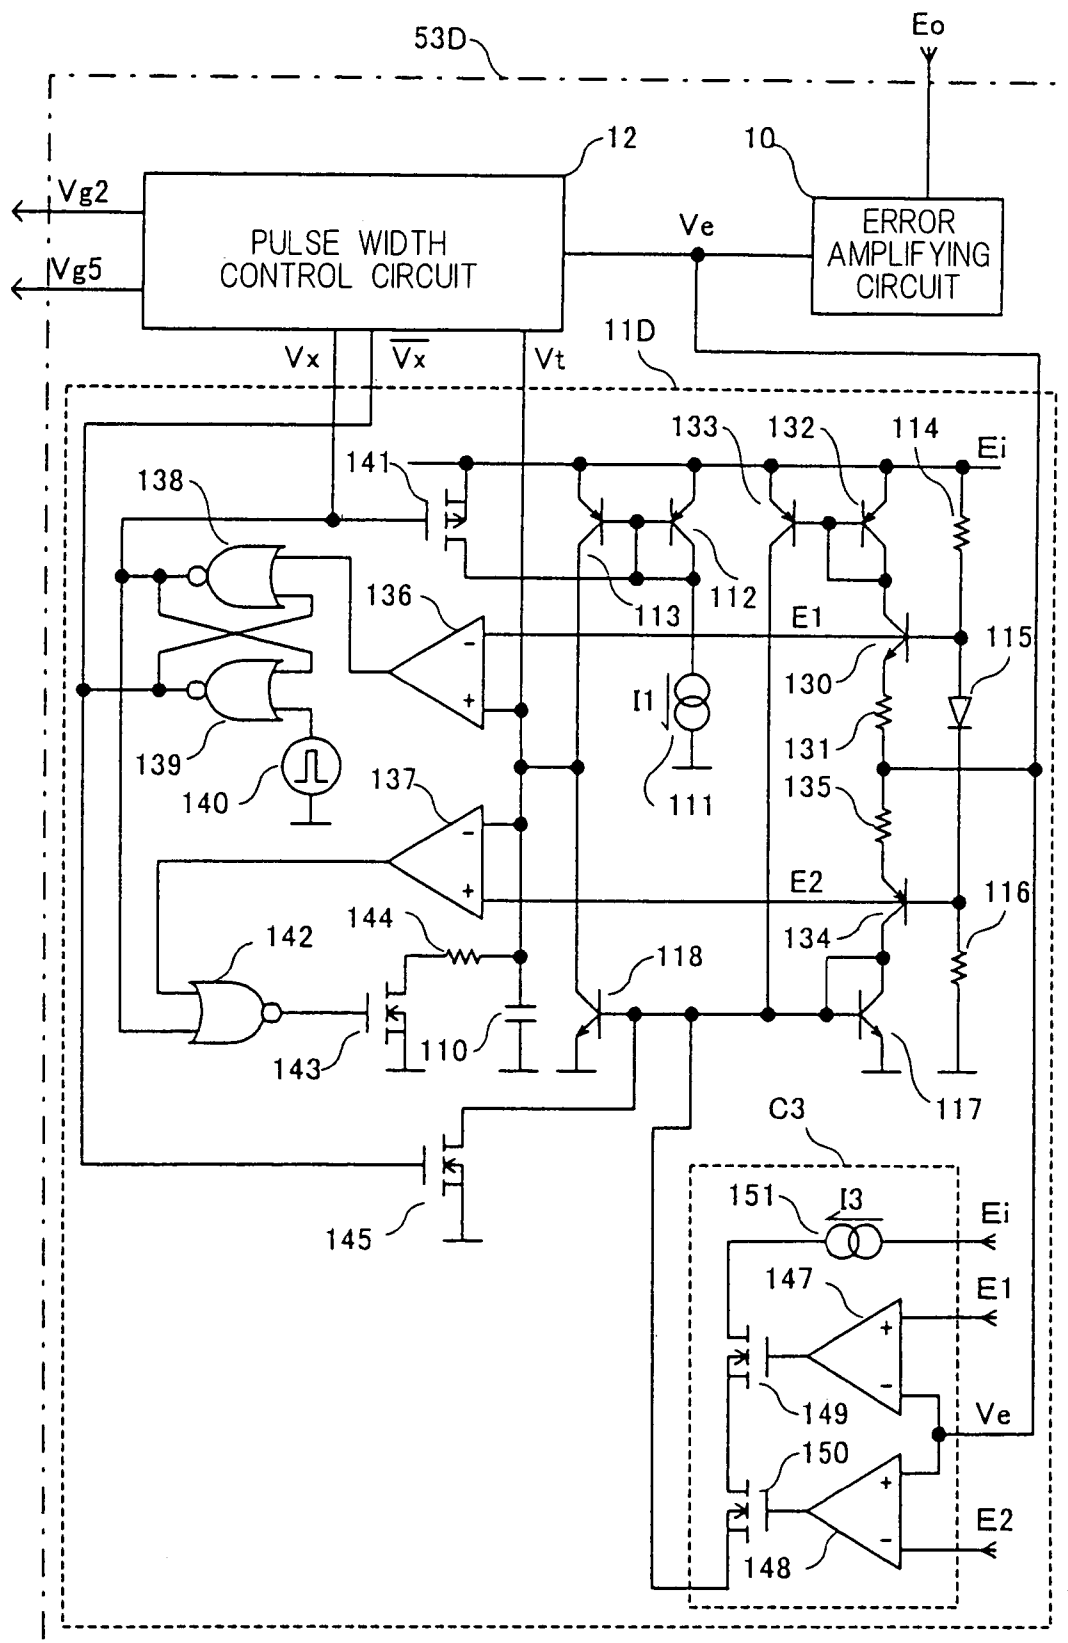 Eo
53D
12
10
Vg2
Ve
ERROR
AMPLIFYING
CIRCUIT
PULSE WIDTH
CONTROL CIRCUIT
Vg5
11D
Vx
Vx
Vt
133
132
114
Ei
141
138
136
113
112
E1
115
-
+
130
I1
131
139
137
140
111
135
-
+
E2
116
144
134
142
118
143
110
117
C3
145
151
I3
Ei
147
E1
+
-
149
Ve
150
+
-
E2
148